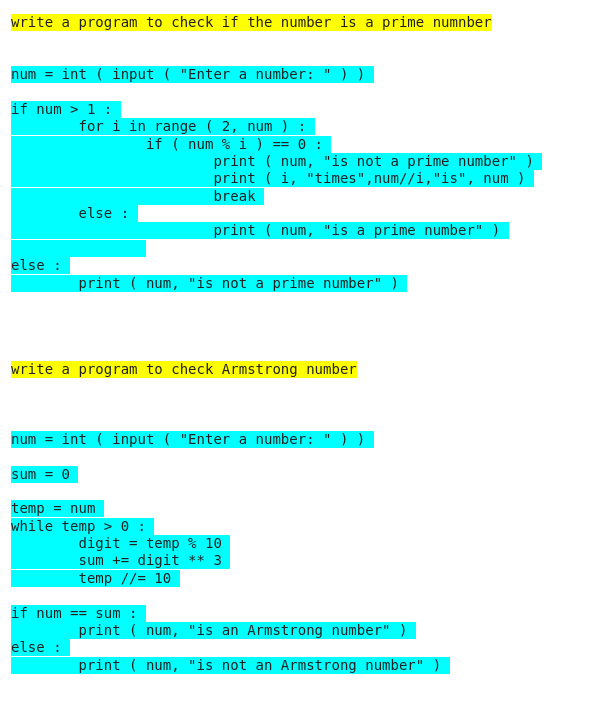 write a program to check if the number is a prime numnber
num = int ( input ( "Enter a number: " ) )
if num > 1 :
        for i in range ( 2, num ) :
                if ( num % i ) == 0 :
                        print ( num, "is not a prime number" )
                        print ( i, "times",num//i,"is", num )
                        break
        else :
                        print ( num, "is a prime number" )
else :
        print ( num, "is not a prime number" )
write a program to check Armstrong number
num = int ( input ( "Enter a number: " ) )
sum = 0
temp = num
while temp > 0 :
        digit = temp % 10
        sum += digit ** 3
        temp //= 10
if num == sum :
        print ( num, "is an Armstrong number" )
else :
        print ( num, "is not an Armstrong number" )